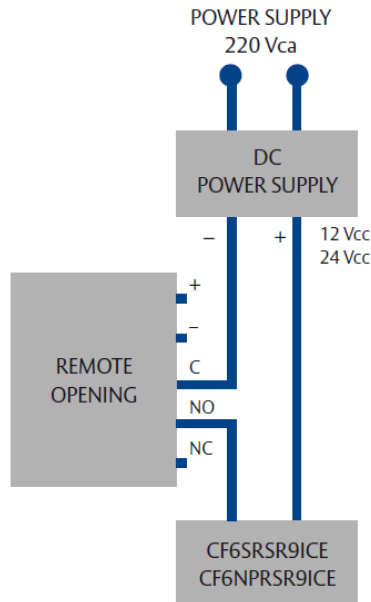 POWER SUPPLY
220 Vca
DC
POWER SUPPLY
–
+
12 Vcc
24 Vcc
+
–
C
NO
NC
REMOTE
OPENING
CF6SRSR9ICE
CF6NPRSR9ICE